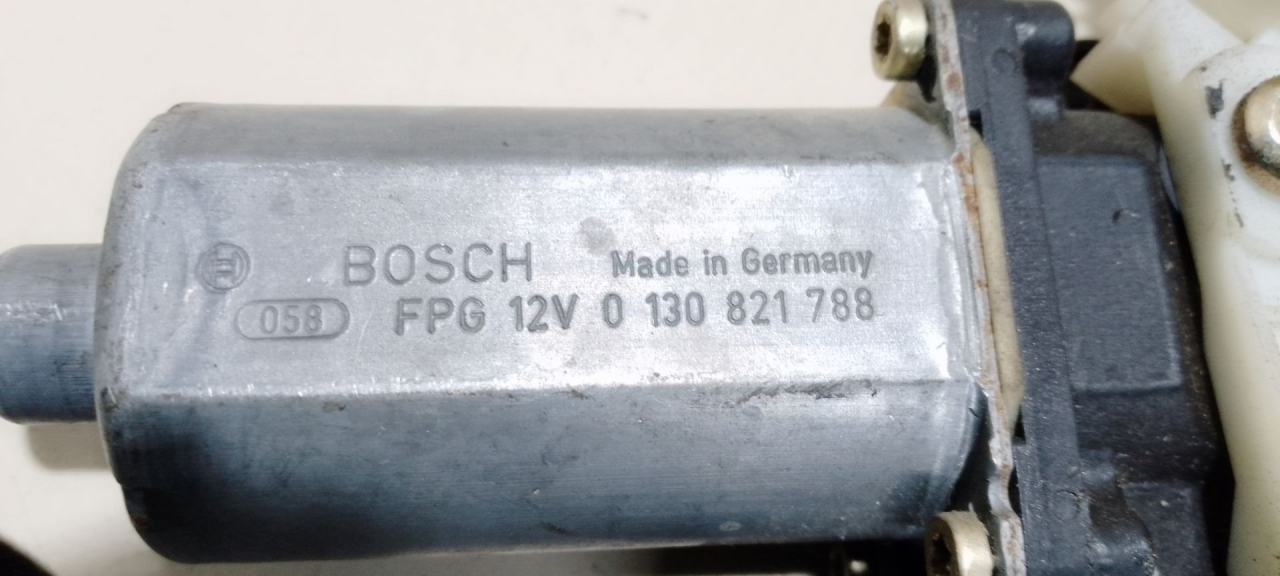 BOSCH Made in Germany
058 FPG 12V 0 130 821 788